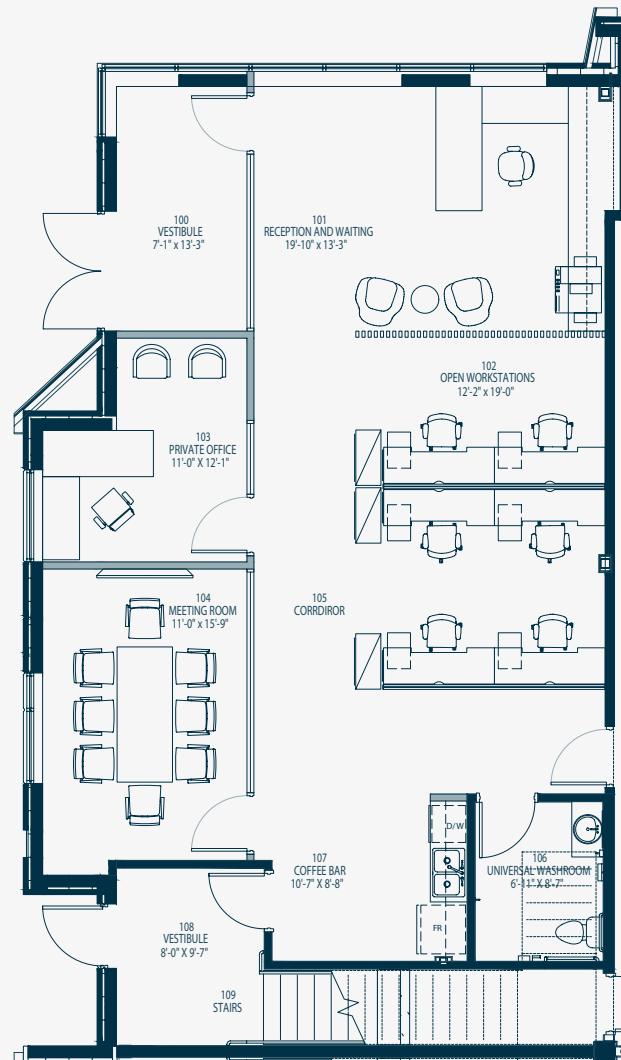 100
VESTIBULE
7'-1" x 13'-3"
101
RECEPTION AND WAITING
19'-10" x 13'-3"
102
OPEN WORKSTATIONS
12'-2" x 19'-0"
103
PRIVATE OFFICE
11'-0" X 12'-1"
104
MEETING ROOM
11'-0" x 15'-9"
105
CORRDIROR
D/W
106
UNIVERSAL WASHROOM
6'-11" X 8'-7"
107
COFFEE BAR
10'-7" X 8'-8"
FR
108
VESTIBULE
8'-0" X 9'-7"
109
STAIRS